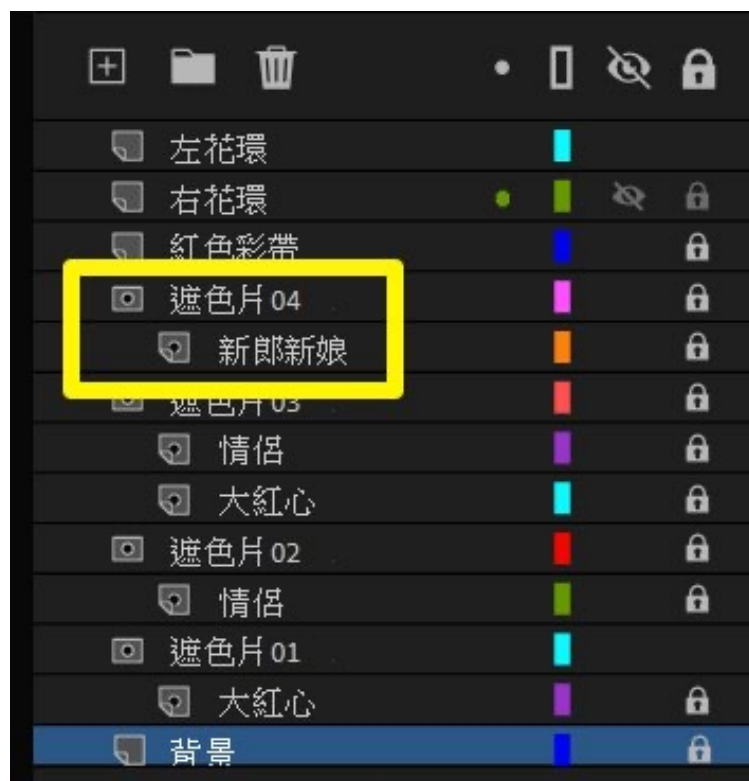 左花環
右花環
紅色彩帶
遮色片04
新郎新娘
遮色片03
情侶
大紅心
遮色片02
情侶
遮色片01
大紅心
背景